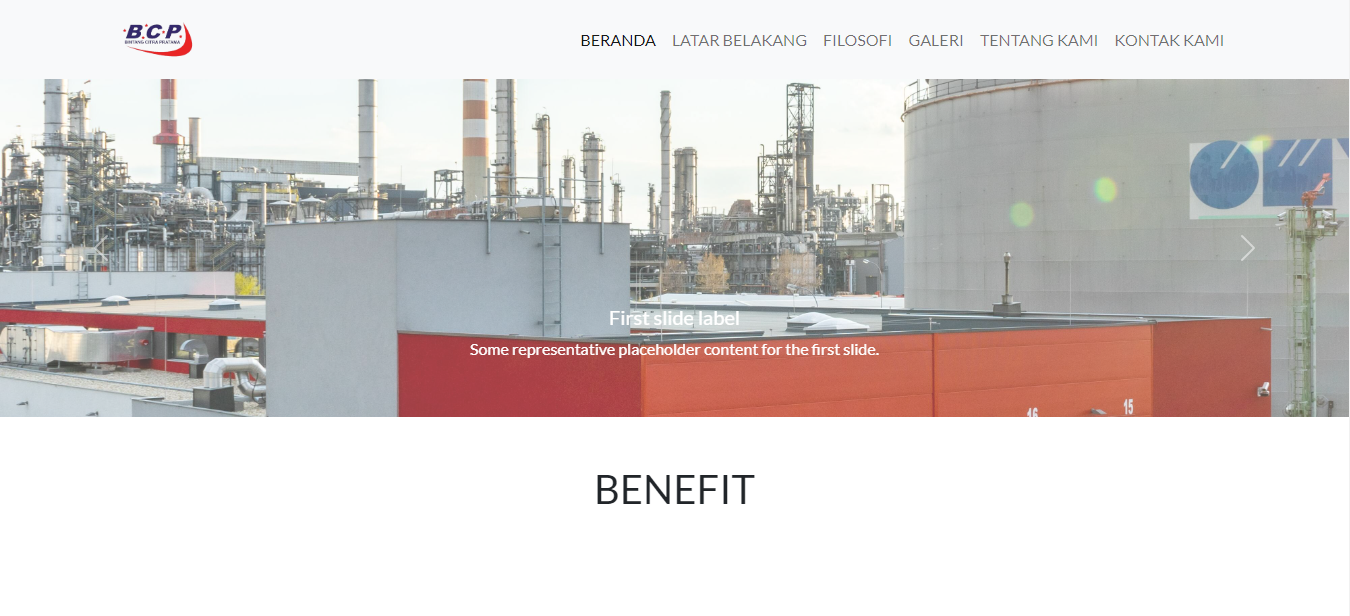 B.C.P.
BINTANG CITRA PRATAMA
BERANDA LATAR BELAKANG FILOSOFI GALERI TENTANG KAMI KONTAK KAMI
First slide label
Some representative placeholder content for the first slide.
16 15
BENEFIT